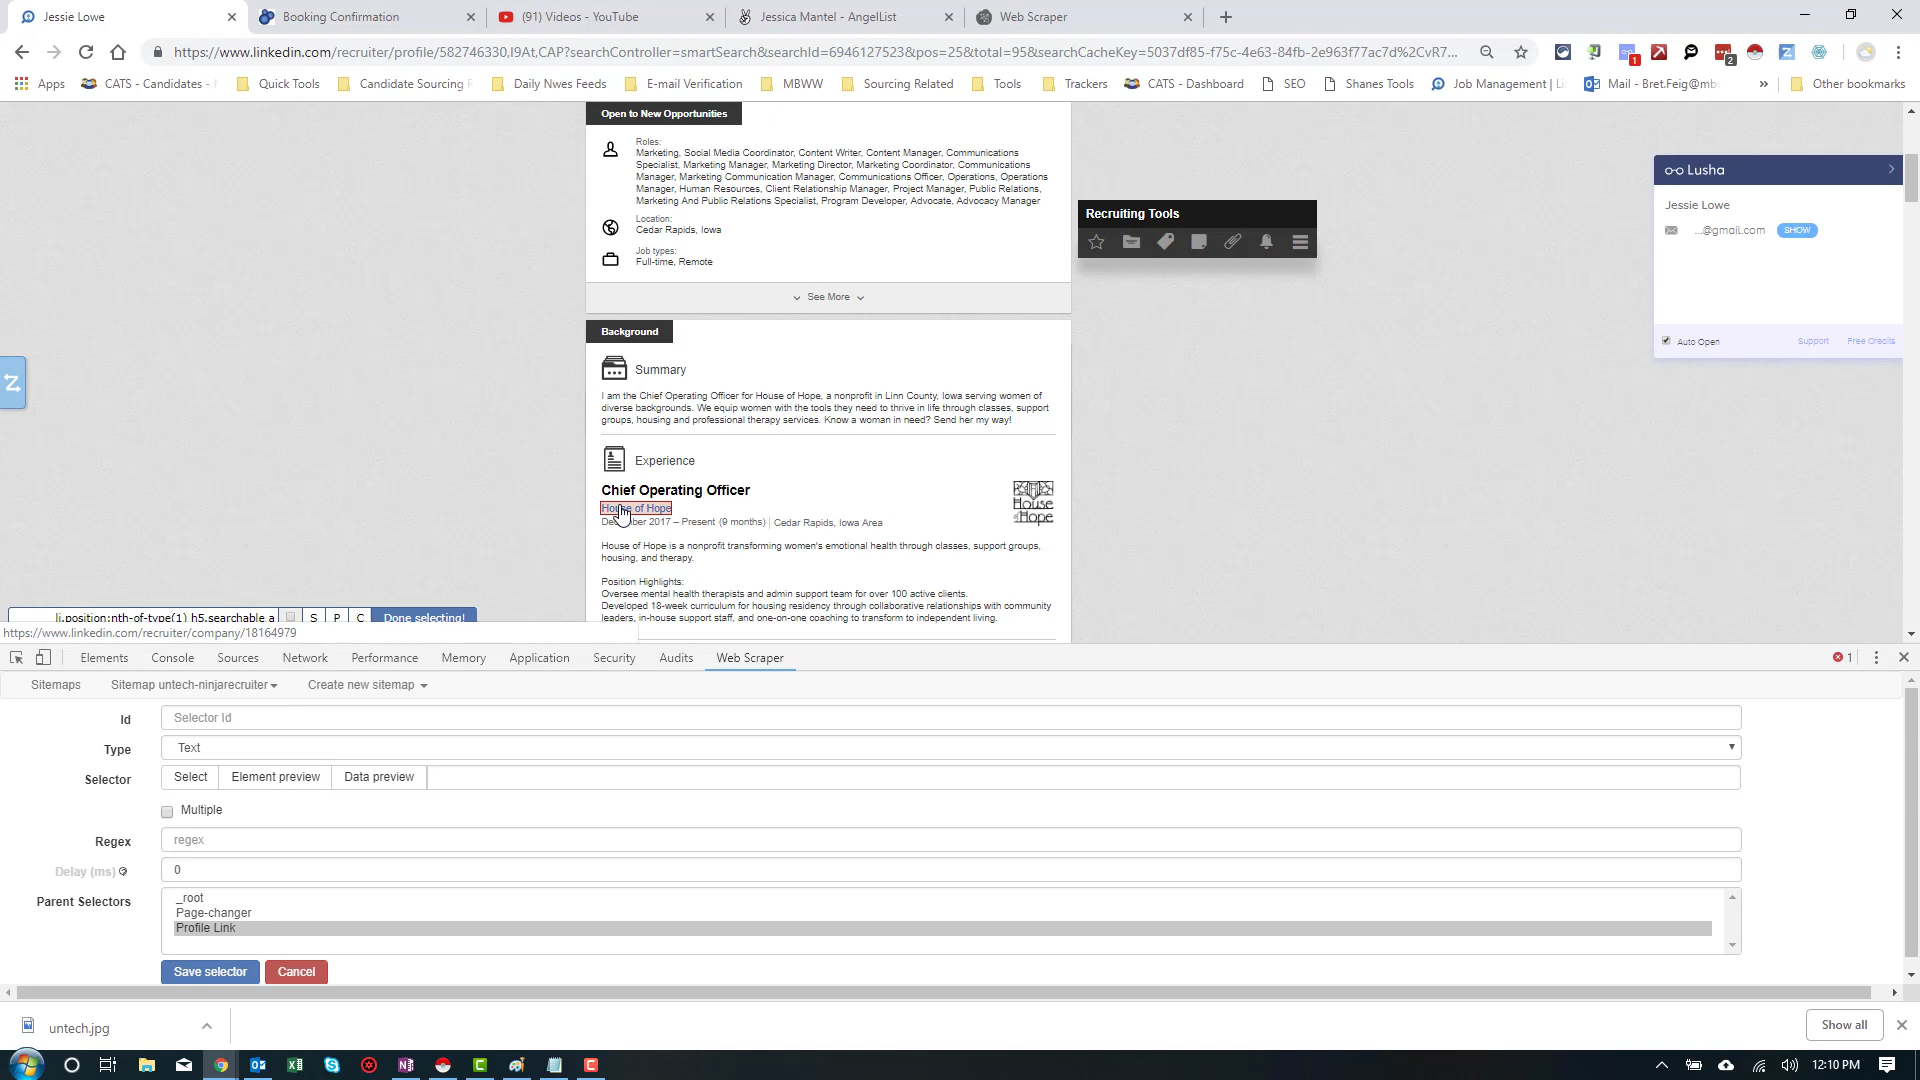 Jessie Lowe
Booking Confirmation
(91) Videos - YouTube
Jessica Mantel - AngelList
Web Scraper
https://www.linkedin.com/recruiter/profile/582746330,I9At,CAP?searchController=smartSearch&searchId=6946127523&pos=25&total=95&searchCacheKey=5037df85-f75c-4e63-84fb-2e963f77ac7d%2CvR7...
1
2
Apps
CATS - Candidates -
Quick Tools
Candidate Sourcing
Daily Nwes Feeds
E-mail Verification
MBWW
Sourcing Related
Tools
Trackers
CATS - Dashboard
SEO
Shanes Tools
Job Management | Li
Mail - Bret.Feig@mb
»
Other bookmarks
Open to New Opportunities
Roles:
Marketing, Social Media Coordinator, Content Writer, Content Manager, Communications
Specialist, Marketing Manager, Marketing Director, Marketing Coordinator, Communications
Manager, Marketing Communication Manager, Communications Officer, Operations, Operations
Manager, Human Resources, Client Relationship Manager, Project Manager, Public Relations,
Marketing And Public Relations Specialist, Program Developer, Advocate, Advocacy Manager
Location:
Cedar Rapids, Iowa
Job types:
Full-time, Remote
See More
Recruiting Tools
Lusha
Jessie Lowe
...@gmail.com
SHOW
Auto Open
Support
Free Credits
Background
Summary
I am the Chief Operating Officer for House of Hope, a nonprofit in Linn County, Iowa serving women of
diverse backgrounds. We equip women with the tools they need to thrive in life through classes, support
groups, housing and professional therapy services. Know a woman in need? Send her my way!
Experience
Chief Operating Officer
House of Hope
2017 – Present (9 months) | Cedar Rapids, Iowa Area
House
of Hope
House of Hope is a nonprofit transforming women's emotional health through classes, support groups,
housing, and therapy.
Position Highlights:
Oversee mental health therapists and admin support team for over 100 active clients.
Developed 18-week curriculum for housing residency through collaborative relationships with community
leaders, in-house support staff, and one-on-one coaching to transform to independent living.
li.position:nth-of-type(1) h5.searchable a
S
P
C
Done selecting!
https://www.linkedin.com/recruiter/company/18164979
Elements
Console
Sources
Network
Performance
Memory
Application
Security
Audits
Web Scraper
1
Sitemaps
Sitemap untech-ninjarecruiter
Create new sitemap
Id
Selector Id
Type
Text
Selector
Select
Element preview
Data preview
Multiple
Regex
regex
Delay (ms)
0
Parent Selectors
_root
Page-changer
Profile Link
Save selector
Cancel
untech.jpg
Show all
12:10 PM